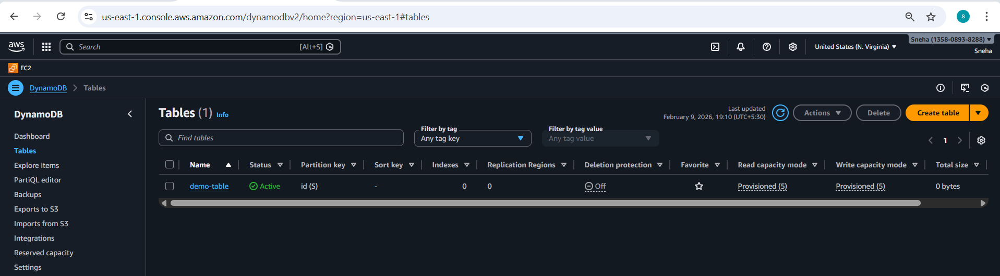 us-east-1.console.aws.amazon.com/dynamodbv2/home?region=us-east-1#tables
S
aws
Search
[Alt+S]
United States (N. Virginia)
Sneha (1358-0893-8288)
Sneha
EC2
DynamoDB
Tables
DynamoDB
Dashboard
Tables
Explore items
PartiQL editor
Backups
Exports to S3
Imports from S3
Integrations
Reserved capacity
Settings
Tables (1) Info
Last updated
February 9, 2026, 19:10 (UTC+5:30)
Actions
Delete
Create table
Find tables
Filter by tag
Any tag key
Filter by tag value
Any tag value
1
Name Status Partition key Sort key Indexes Replication Regions Deletion protection Favorite Read capacity mode Write capacity mode Total size
demo-table Active id (S) - 0 0 Off Provisioned (5) Provisioned (5) 0 bytes